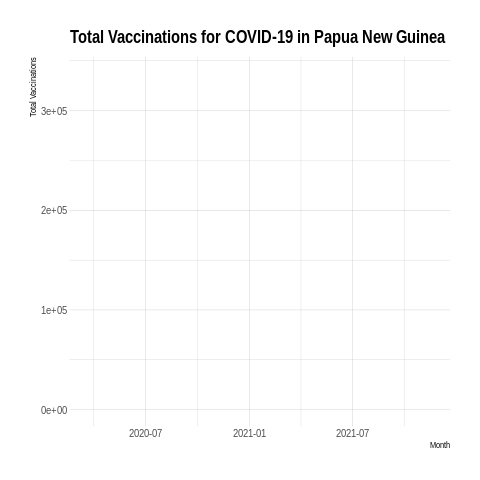 Total Vaccinations for COVID-19 in Papua New Guinea
Total Vaccinations
3e+05
2e+05
1e+05
0e+00
2020-07 2021-01 2021-07
Month